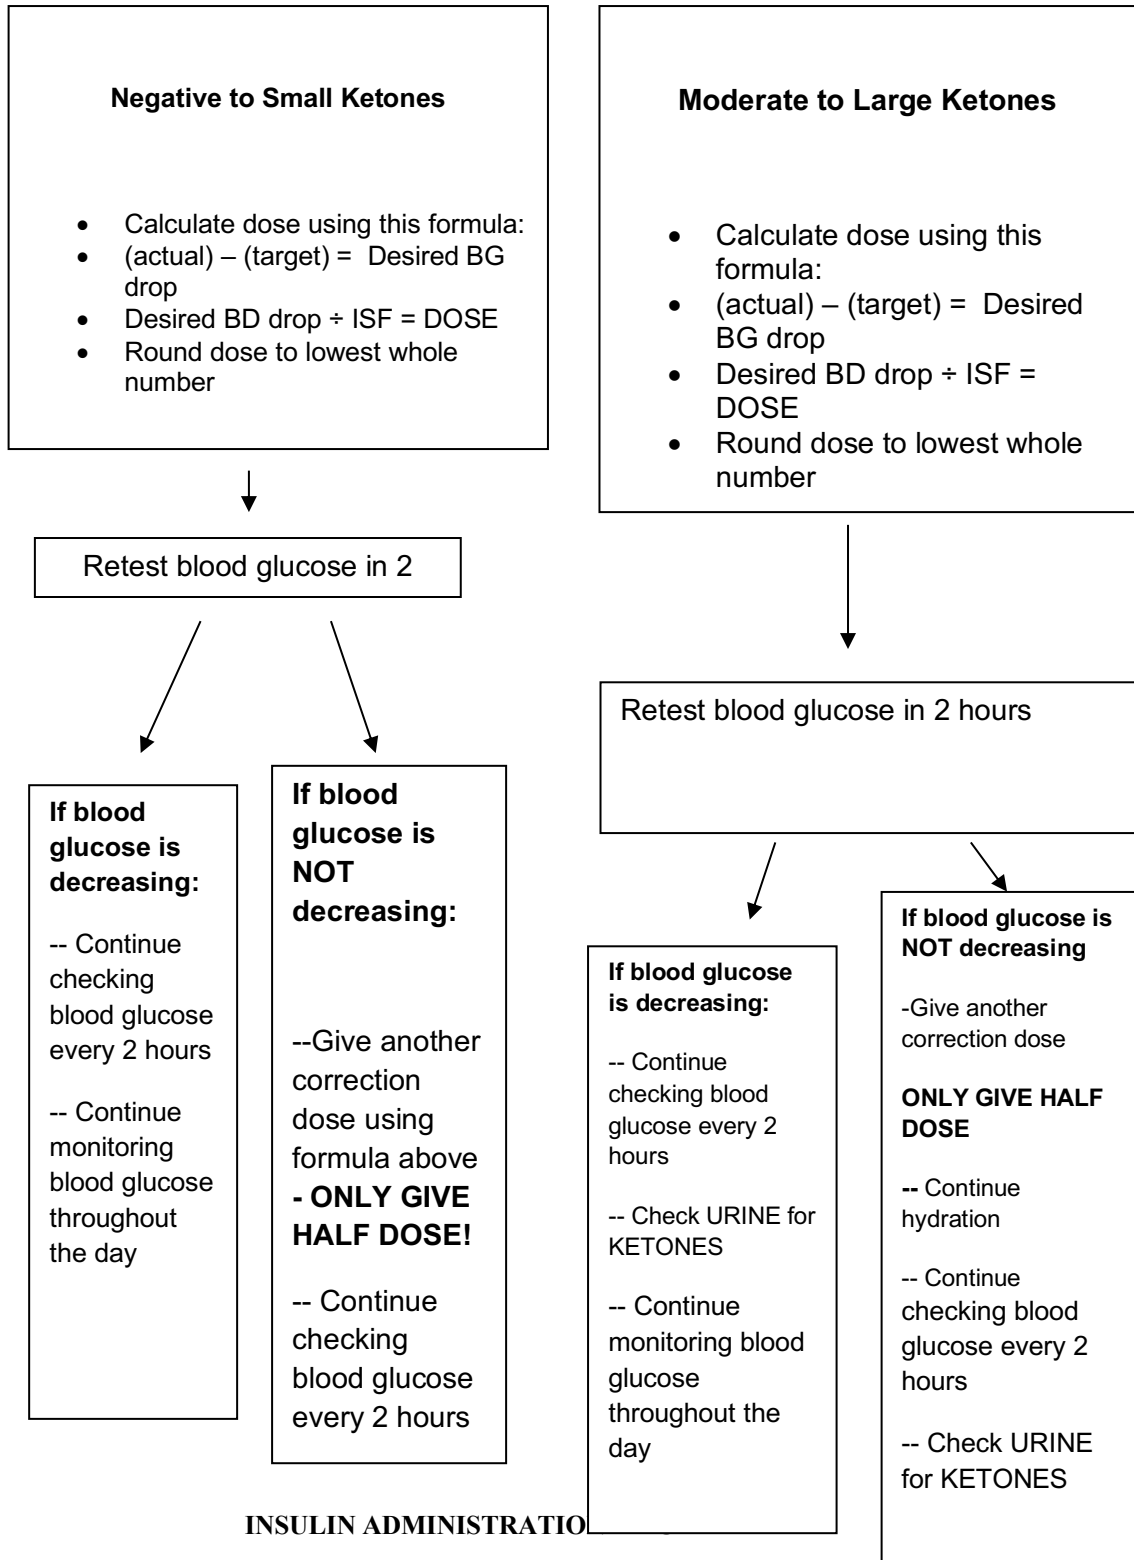 Negative to Small Ketones
• Calculate dose using this formula:
• (actual) – (target) = Desired BG
drop
• Desired BD drop ÷ ISF = DOSE
• Round dose to lowest whole
number
Retest blood glucose in 2
If blood
glucose is
decreasing:
-- Continue
checking
blood glucose
every 2 hours
-- Continue
monitoring
blood glucose
throughout
the day
If blood
glucose is
NOT
decreasing:
--Give another
correction
dose using
formula above
- ONLY GIVE
HALF DOSE!
-- Continue
checking
blood glucose
every 2 hours
Moderate to Large Ketones
• Calculate dose using this
formula:
• (actual) – (target) = Desired
BG drop
• Desired BD drop ÷ ISF =
DOSE
• Round dose to lowest whole
number
Retest blood glucose in 2 hours
If blood glucose
is decreasing:
-- Continue
checking blood
glucose every 2
hours
-- Check URINE for
KETONES
-- Continue
monitoring blood
glucose
throughout the
day
If blood glucose is
NOT decreasing
-Give another
correction dose
ONLY GIVE HALF
DOSE
-- Continue
hydration
-- Continue
checking blood
glucose every 2
hours
-- Check URINE
for KETONES
INSULIN ADMINISTRATIO